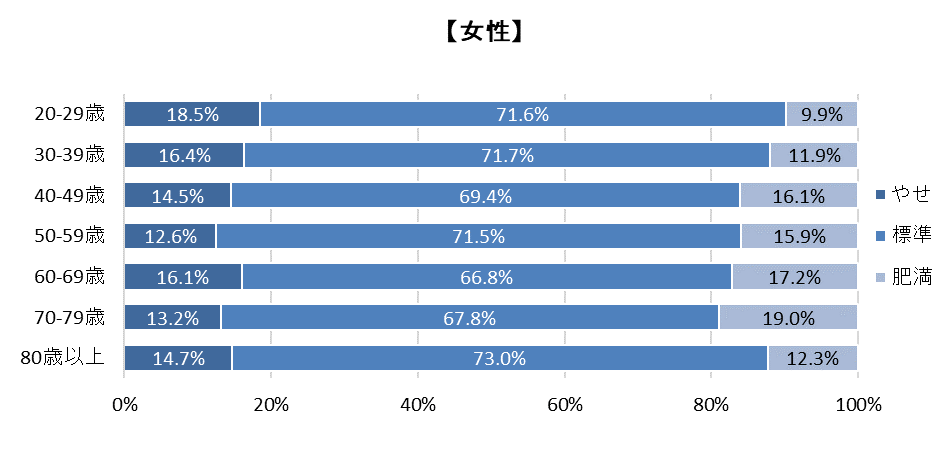 【女性】
20-29歳 18.5% 71.6% 9.9%
30-39歳 16.4% 71.7% 11.9%
40-49歳 14.5% 69.4% 16.1%
50-59歳 12.6% 71.5% 15.9%
60-69歳 16.1% 66.8% 17.2%
70-79歳 13.2% 67.8% 19.0%
80歳以上 14.7% 73.0% 12.3%
0% 20% 40% 60% 80% 100%
やせ
標準
肥満